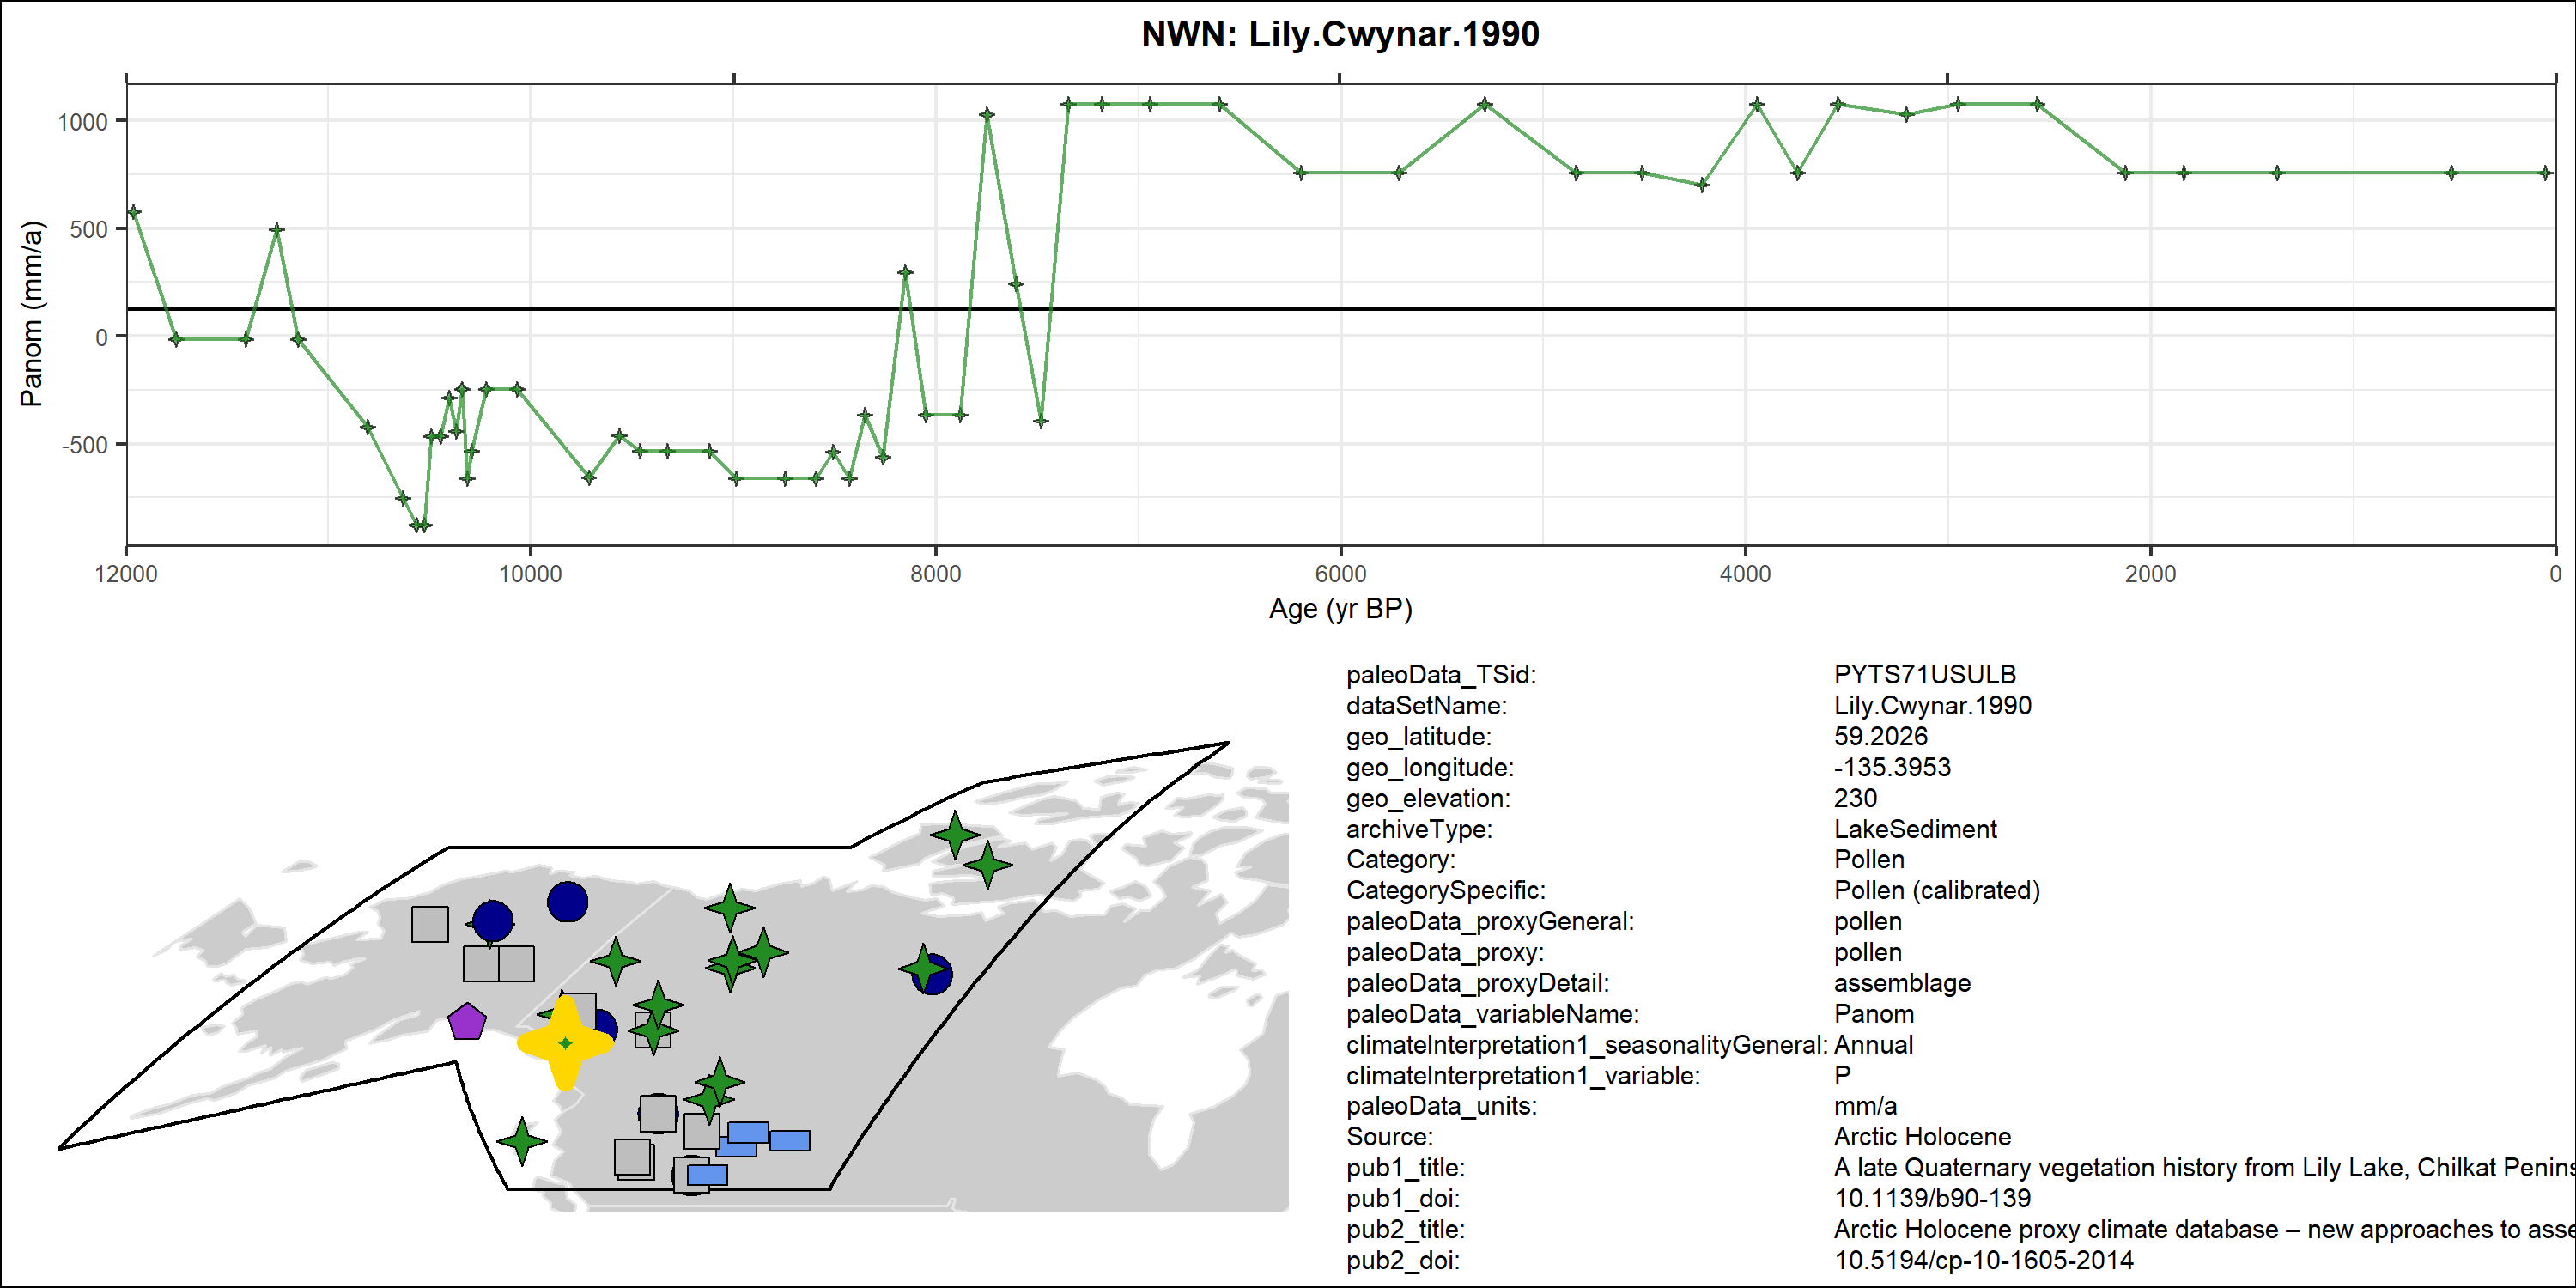 NWN: Lily.Cwynar.1990
Panom (mm/a)
1000
500
0
-500
12000 10000 8000 6000 4000 2000 0
Age (yr BP)
paleoData_TSid: PYTS71USULB
dataSetName: Lily.Cwynar.1990
geo_latitude: 59.2026
geo_longitude: -135.3953
geo_elevation: 230
archiveType: LakeSediment
Category: Pollen
CategorySpecific: Pollen (calibrated)
paleoData_proxyGeneral: pollen
paleoData_proxy: pollen
paleoData_proxyDetail: assemblage
paleoData_variableName: Panom
climateInterpretation1_seasonalityGeneral: Annual
climateInterpretation1_variable: P
paleoData_units: mm/a
Source: Arctic Holocene
pub1_title: A late Quaternary vegetation history from Lily Lake, Chilkat Penins
pub1_doi: 10.1139/b90-139
pub2_title: Arctic Holocene proxy climate database – new approaches to asse
pub2_doi: 10.5194/cp-10-1605-2014